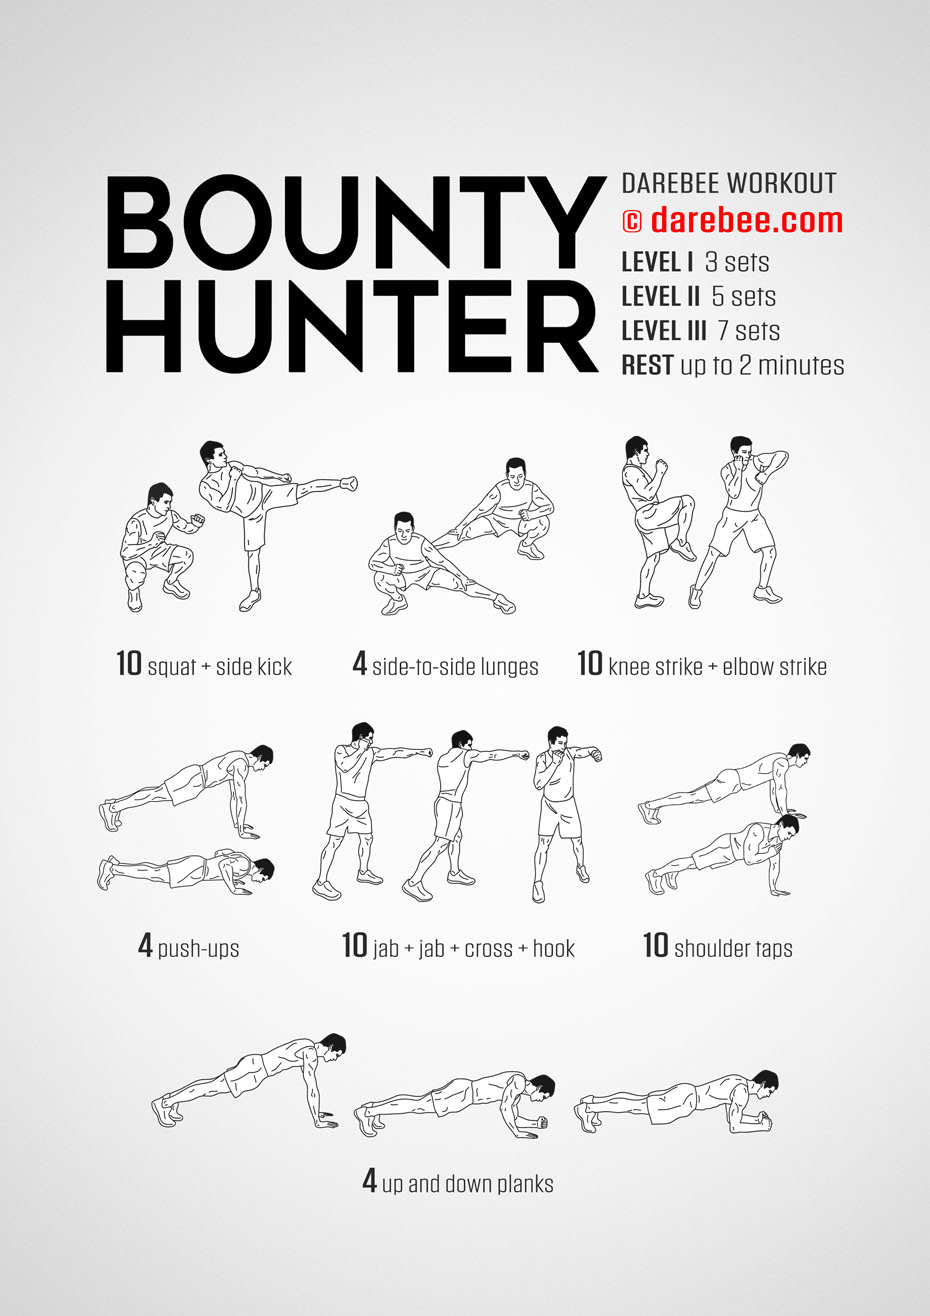 BOUNTY
HUNTER
DAREBEE WORKOUT
© darebee.com
LEVEL I 3 sets
LEVEL II 5 sets
LEVEL III 7 sets
REST up to 2 minutes
10 squat + side kick
4 side-to-side lunges
10 knee strike + elbow strike
4 push-ups
10 jab + jab + cross + hook
10 shoulder taps
4 up and down planks